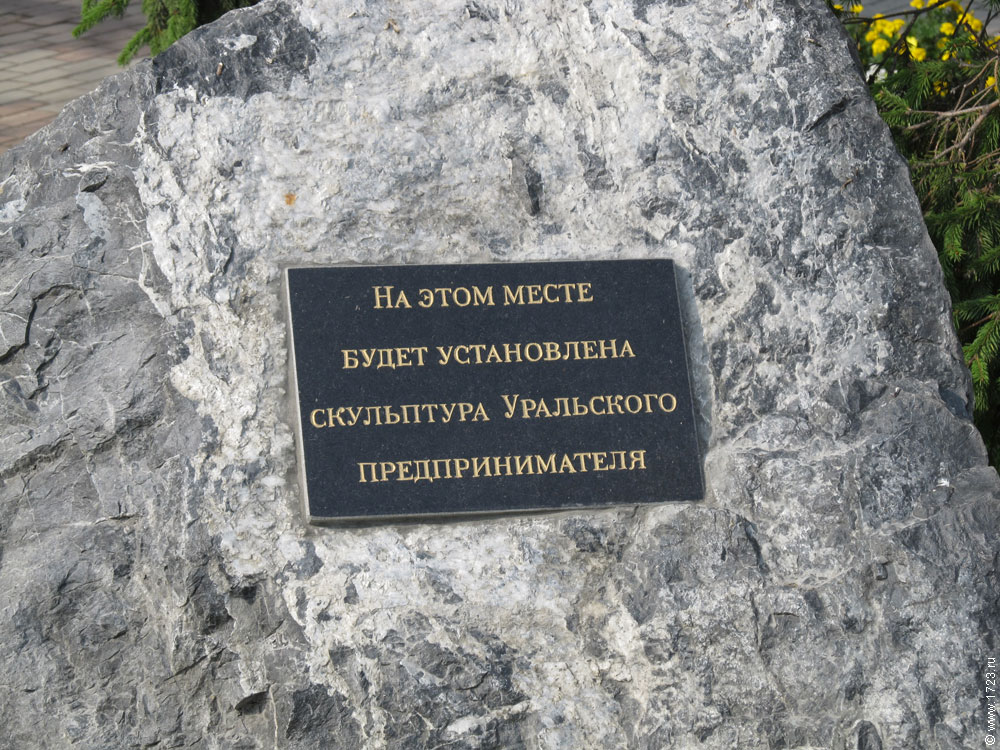 На этом месте
будет установлена
скульптура Уральского
предпринимателя
© www.1723.ru